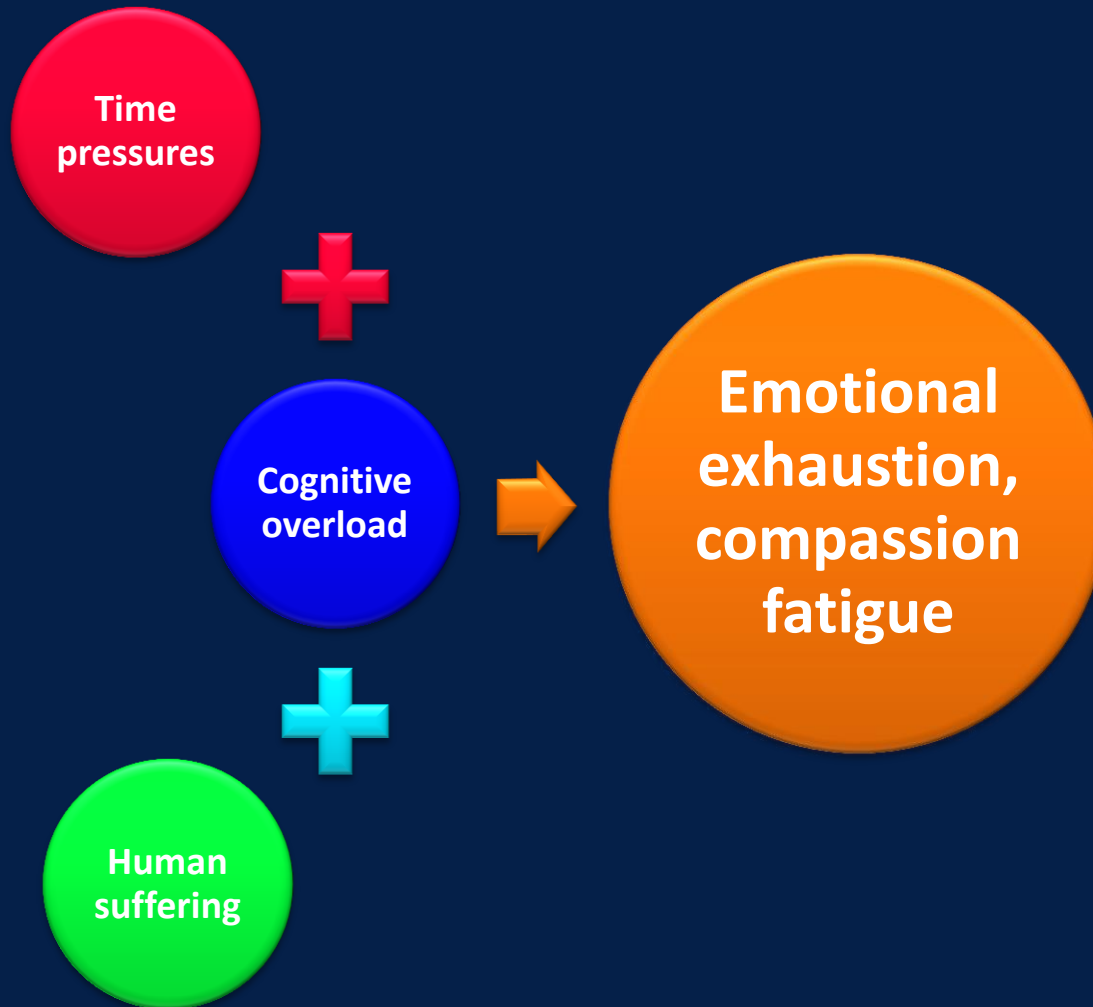 Time
pressures
Cognitive
overload
Human
suffering
Emotional
exhaustion,
compassion
fatigue